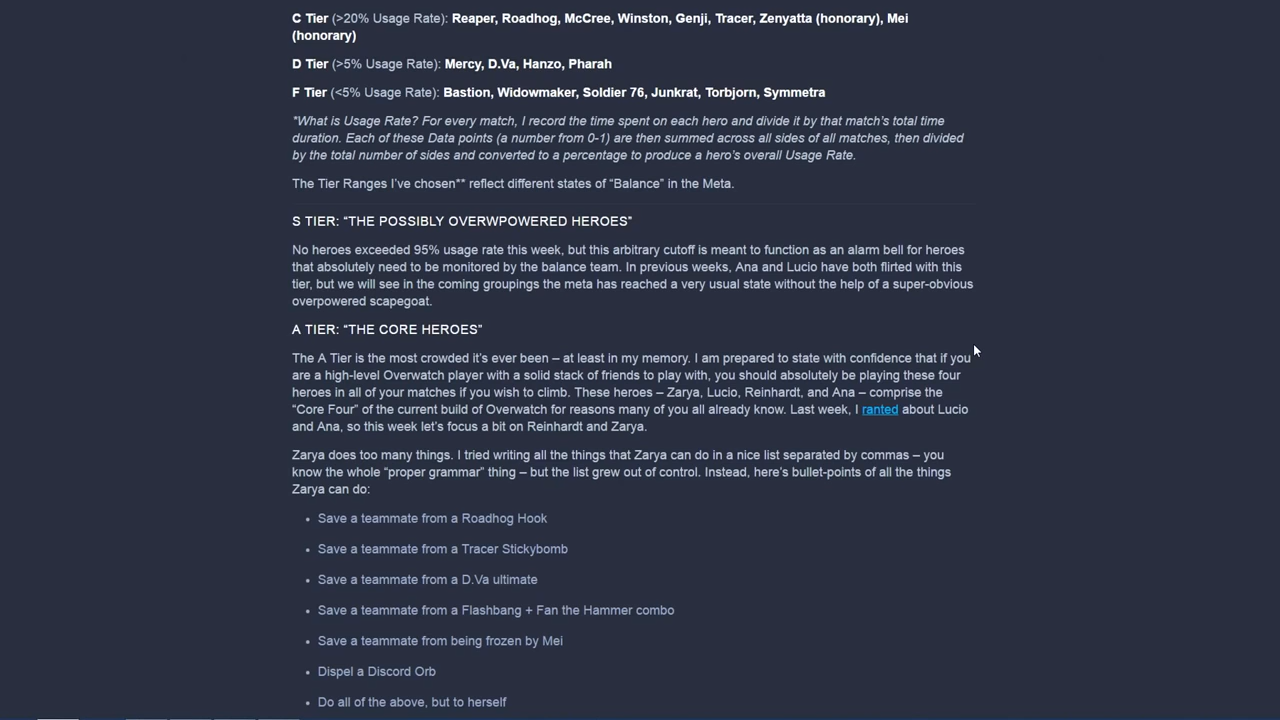 C Tier (>20% Usage Rate): Reaper, Roadhog, McCree, Winston, Genji, Tracer, Zenyatta (honorary), Mei
(honorary)
D Tier (>5% Usage Rate): Mercy, D.Va, Hanzo, Pharah
F Tier (<5% Usage Rate): Bastion, Widowmaker, Soldier 76, Junkrat, Torbjorn, Symmetra
*What is Usage Rate? For every match, I record the time spent on each hero and divide it by that match's total time
duration. Each of these Data points (a number from 0-1) are then summed across all sides of all matches, then divided
by the total number of sides and converted to a percentage to produce a hero's overall Usage Rate.
The Tier Ranges I've chosen** reflect different states of “Balance” in the Meta.
S TIER: “THE POSSIBLY OVERWPOWERED HEROES”
No heroes exceeded 95% usage rate this week, but this arbitrary cutoff is meant to function as an alarm bell for heroes
that absolutely need to be monitored by the balance team. In previous weeks, Ana and Lucio have both flirted with this
tier, but we will see in the coming groupings the meta has reached a very usual state without the help of a super-obvious
overpowered scapegoat.
A TIER: “THE CORE HEROES”
The A Tier is the most crowded it's ever been – at least in my memory. I am prepared to state with confidence that if you
are a high-level Overwatch player with a solid stack of friends to play with, you should absolutely be playing these four
heroes in all of your matches if you wish to climb. These heroes – Zarya, Lucio, Reinhardt, and Ana – comprise the
“Core Four” of the current build of Overwatch for reasons many of you all already know. Last week, I ranted about Lucio
and Ana, so this week let's focus a bit on Reinhardt and Zarya.
Zarya does too many things. I tried writing all the things that Zarya can do in a nice list separated by commas – you
know the whole “proper grammar” thing – but the list grew out of control. Instead, here's bullet-points of all the things
Zarya can do:
• Save a teammate from a Roadhog Hook
• Save a teammate from a Tracer Stickybomb
• Save a teammate from a D.Va ultimate
• Save a teammate from a Flashbang + Fan the Hammer combo
• Save a teammate from being frozen by Mei
• Dispel a Discord Orb
• Do all of the above, but to herself